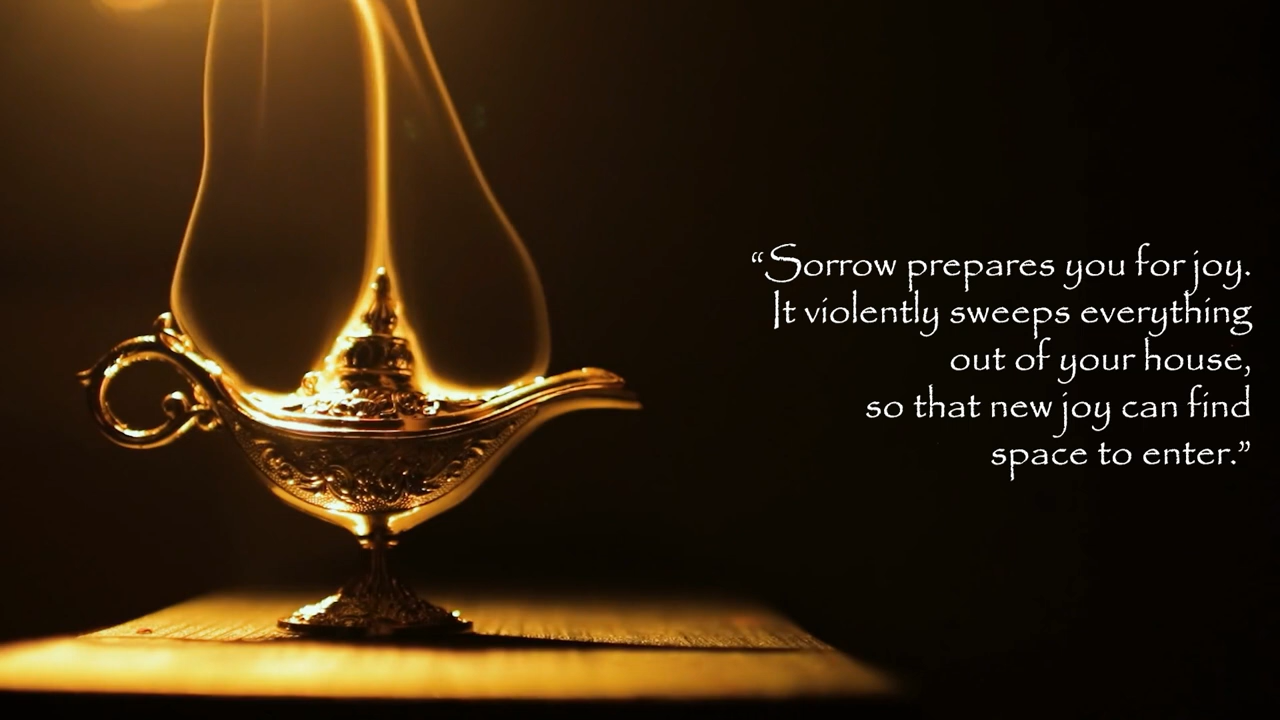 “Sorrow prepares you for joy.
It violently sweeps everything
out of your house,
so that new joy can find
space to enter.”